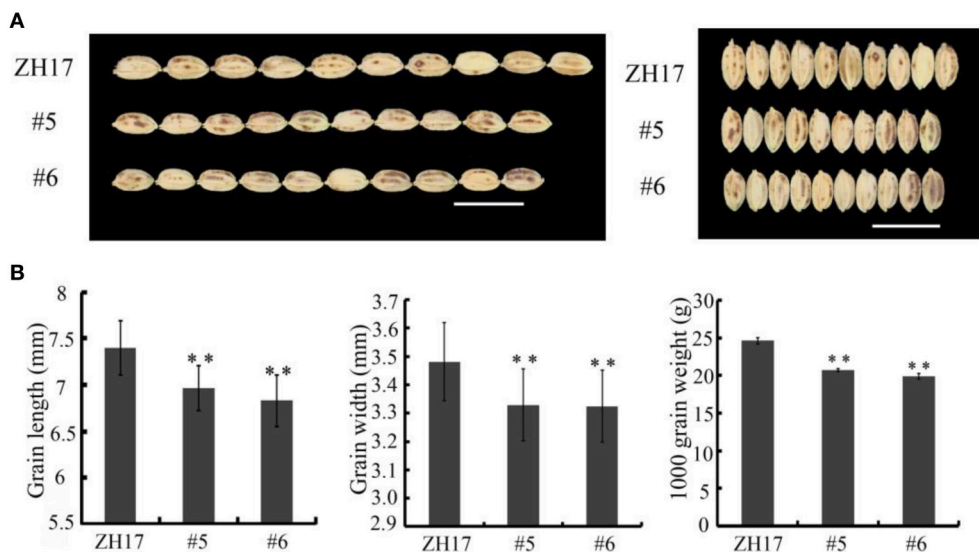 A
ZH17
#5
#6
ZH17
#5
#6
B
Grain length (mm)
8
7.5
7
6.5
6
5.5
** **
ZH17 #5 #6
Grain width (mm)
3.7
3.6
3.5
3.4
3.3
3.2
3.1
3.0
2.9
** **
ZH17 #5 #6
1000 grain weight (g)
30
25
20
15
10
5
0
** **
ZH17 #5 #6